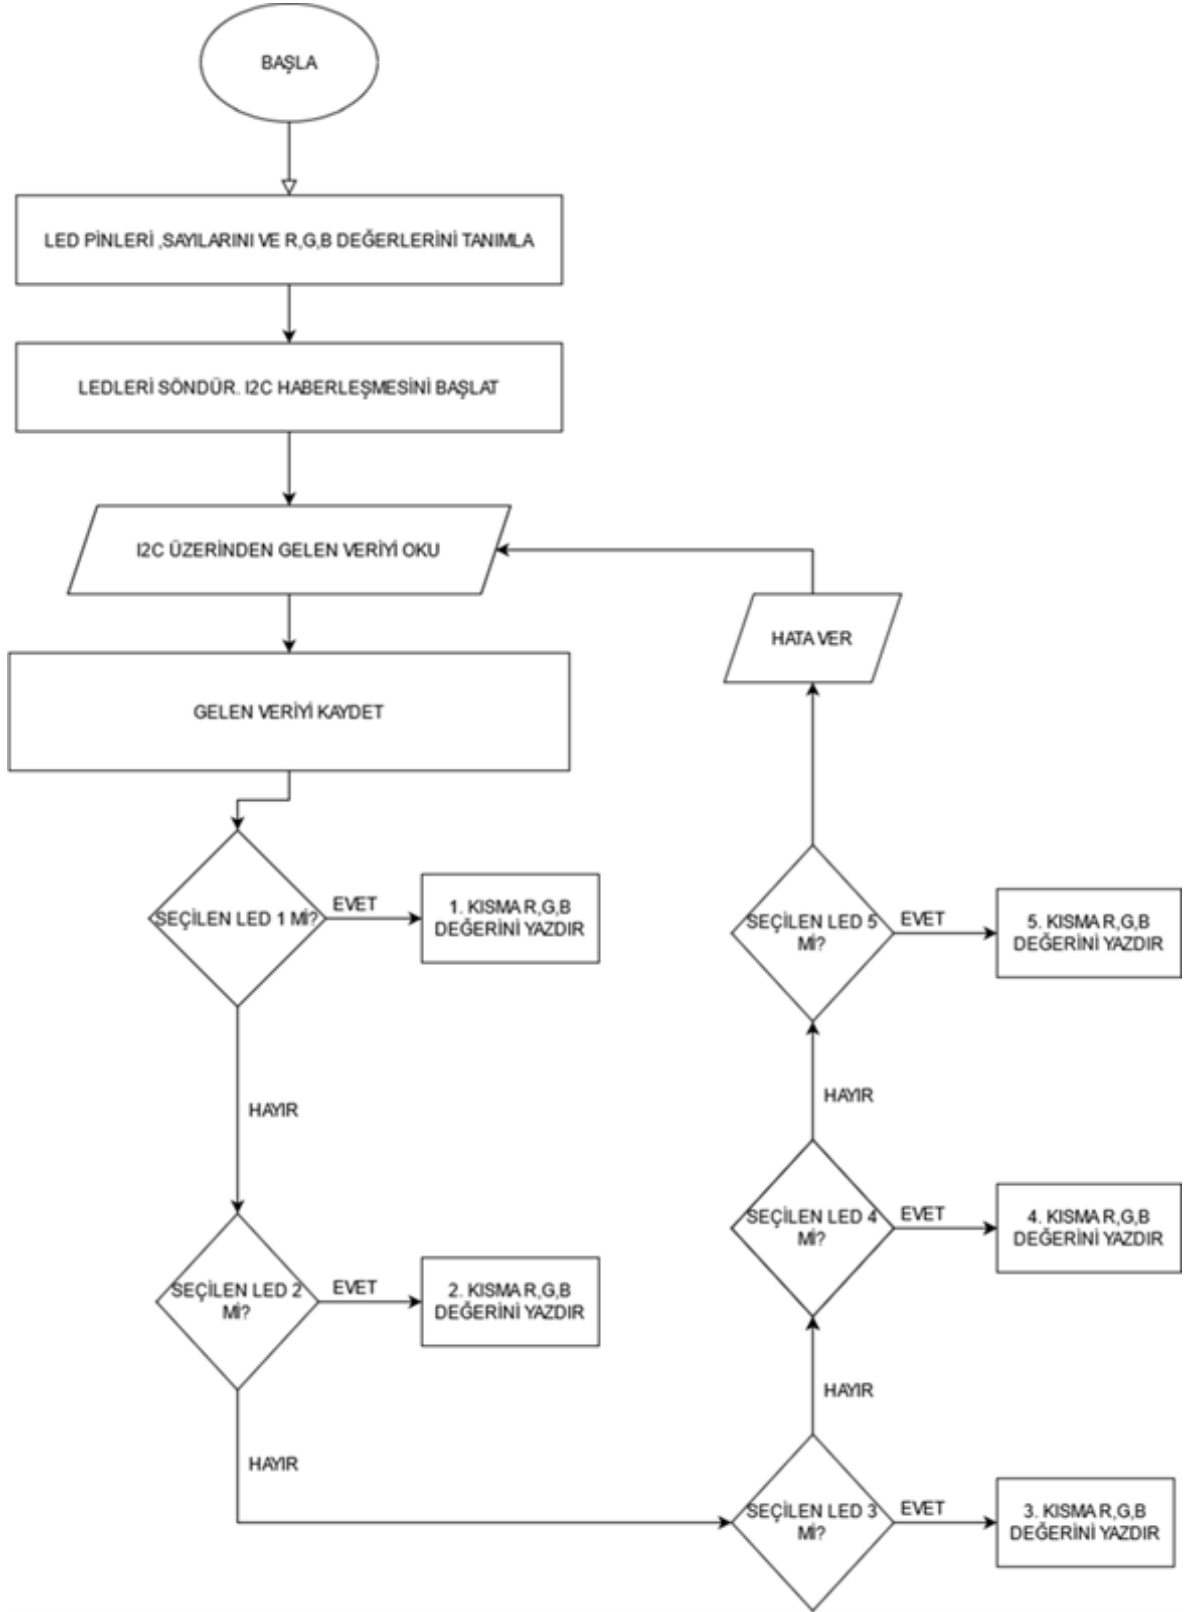 BAŞLA
LED PİNLERİ ,SAYILARINI VE R,G,B DEĞERLERİNİ TANIMLA
LEDLERİ SÖNDÜR. I2C HABERLEŞMESİNİ BAŞLAT
I2C ÜZERİNDEN GELEN VERİYİ OKU
HATA VER
GELEN VERİYİ KAYDET
SEÇİLEN LED 1 Mİ?
EVET
1. KISMA R,G,B
DEĞERİNİ YAZDIR
HAYIR
SEÇİLEN LED 2
Mİ?
EVET
2. KISMA R,G,B
DEĞERİNİ YAZDIR
HAYIR
SEÇİLEN LED 3
Mİ?
EVET
3. KISMA R,G,B
DEĞERİNİ YAZDIR
HAYIR
SEÇİLEN LED 4
Mİ?
EVET
4. KISMA R,G,B
DEĞERİNİ YAZDIR
HAYIR
SEÇİLEN LED 5
Mİ?
EVET
5. KISMA R,G,B
DEĞERİNİ YAZDIR